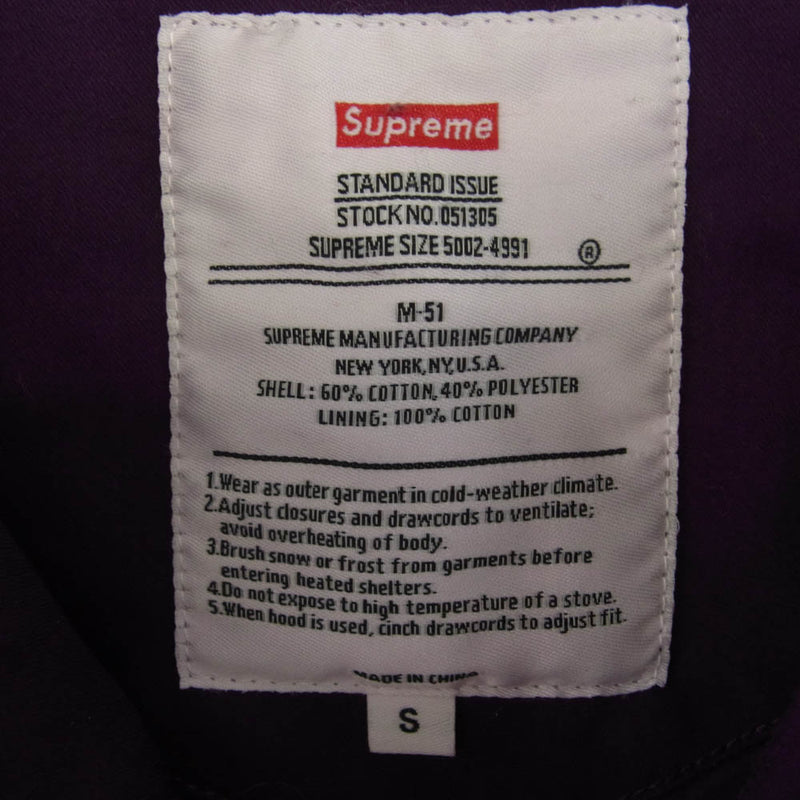 Supreme
STANDARD ISSUE
STOCK NO.051305
SUPREME SIZE 5002-4991 ®
M-51
SUPREME MANUFACTURING COMPANY
NEW YORK,NY,U.S.A.
SHELL: 60% COTTON, 40% POLYESTER
LINING: 100% COTTON
1.Wear as outer garment in cold-weather climate.
2.Adjust closures and drawcords to ventilate;
avoid overheating of body.
3.Brush snow or frost from garments before
entering heated shelters.
4.Do not expose to high temperature of a stove.
5.When hood is used, cinch drawcords to adjust fit.
MADE IN CHINA
S